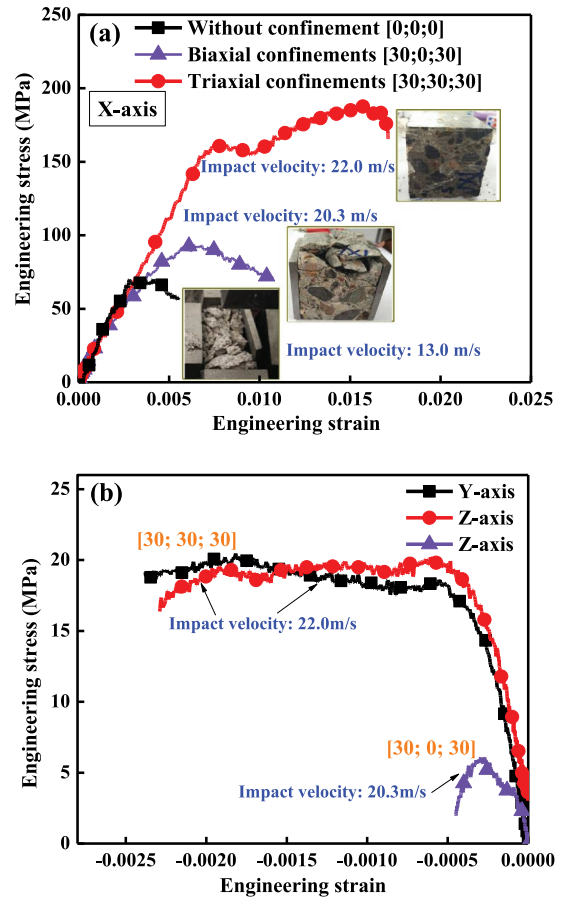 (a)
Without confinement [0;0;0]
Biaxial confinements [30;0;30]
Triaxial confinements [30;30;30]
X-axis
Impact velocity: 22.0 m/s
Impact velocity: 20.3 m/s
Impact velocity: 13.0 m/s
Engineering stress (MPa)
250
200
150
100
50
0
0.000 0.005 0.010 0.015 0.020 0.025
Engineering strain
(b)
Y-axis
Z-axis
Z-axis
[30; 30; 30]
Impact velocity: 22.0m/s
[30; 0; 30]
Impact velocity: 20.3m/s
Engineering stress (MPa)
25
20
15
10
5
0
-0.0025 -0.0020 -0.0015 -0.0010 -0.0005 0.0000
Engineering strain